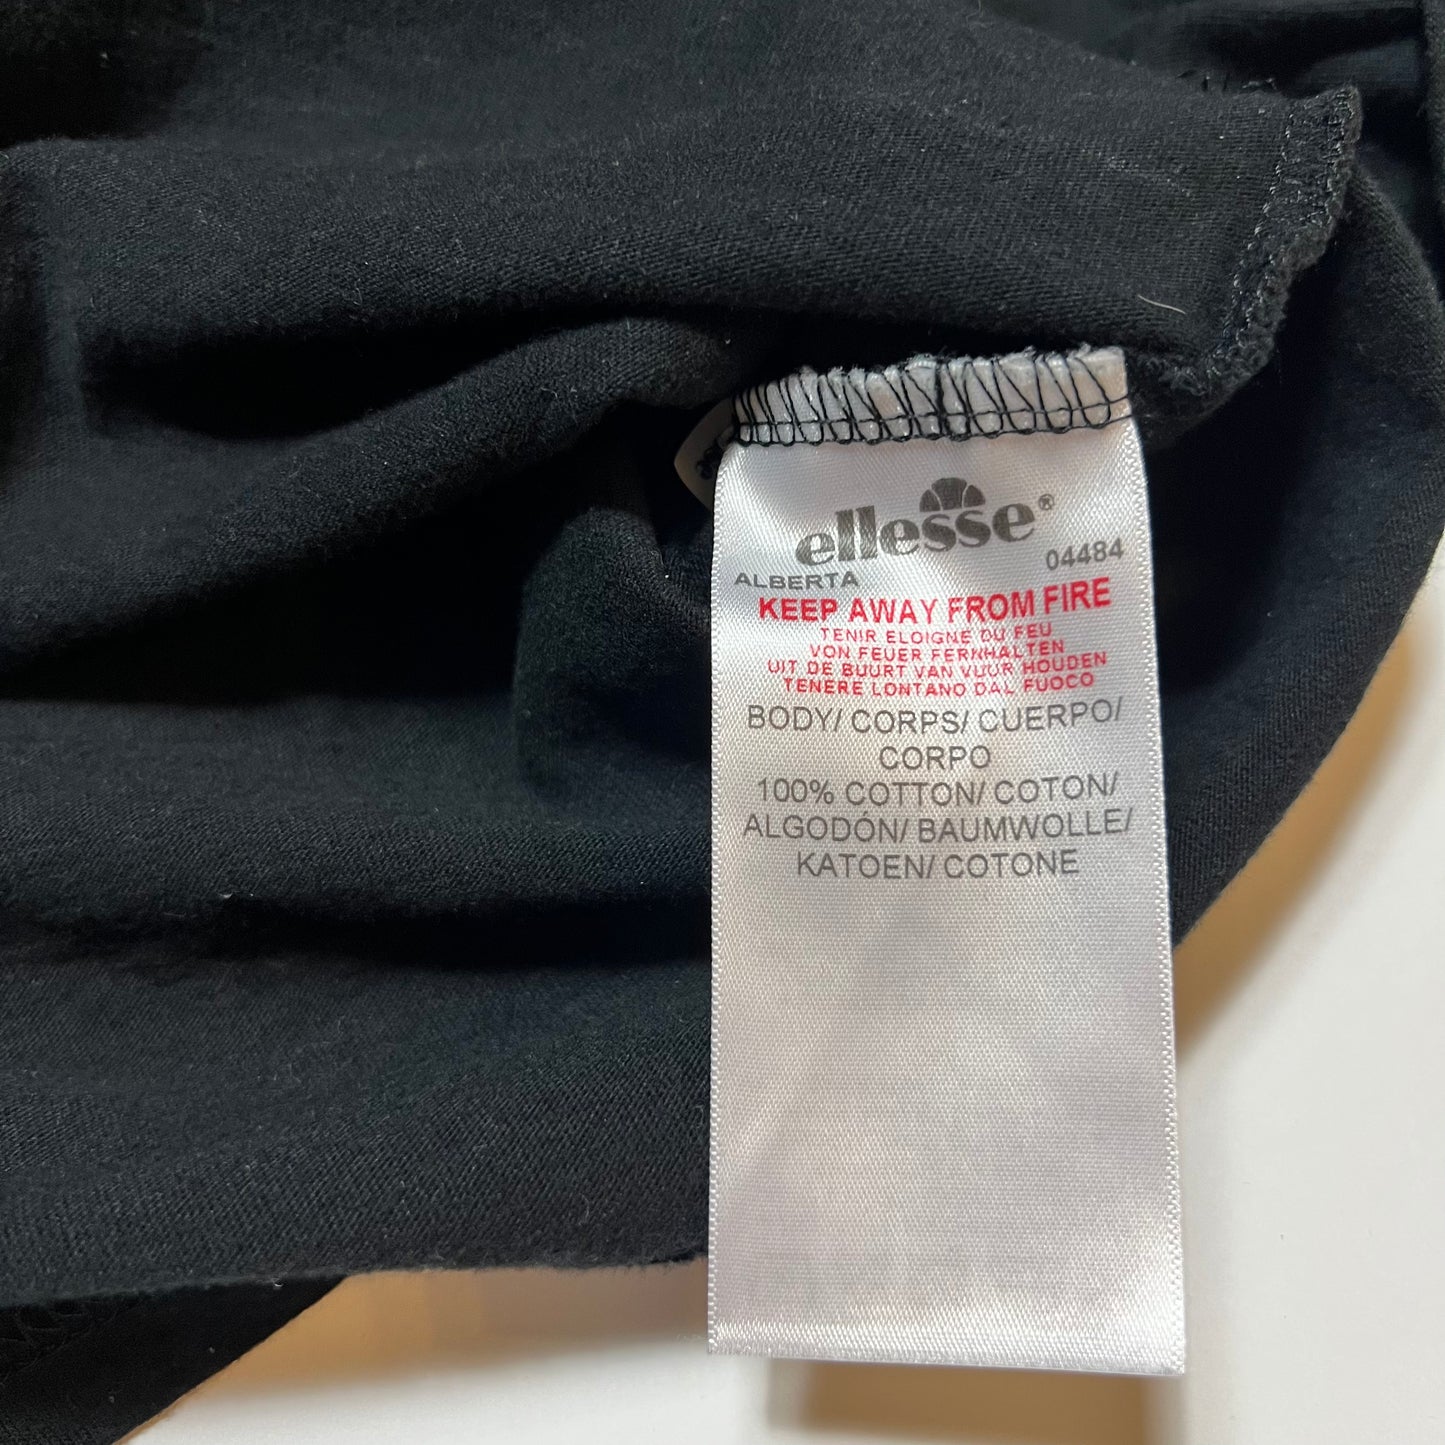 ellesse®
04484
ALBERTA
KEEP AWAY FROM FIRE
TENIR ELOIGNE DU FEU
VON FEUER FERNHALTEN
UIT DE BUURT VAN VUUR HOUDEN
TENERE LONTANO DAL FUOCO
BODY/ CORPS/ CUERPO/
CORPO
100% COTTON/ COTON/
ALGODÓN/ BAUMWOLLE/
KATOEN/ COTONE